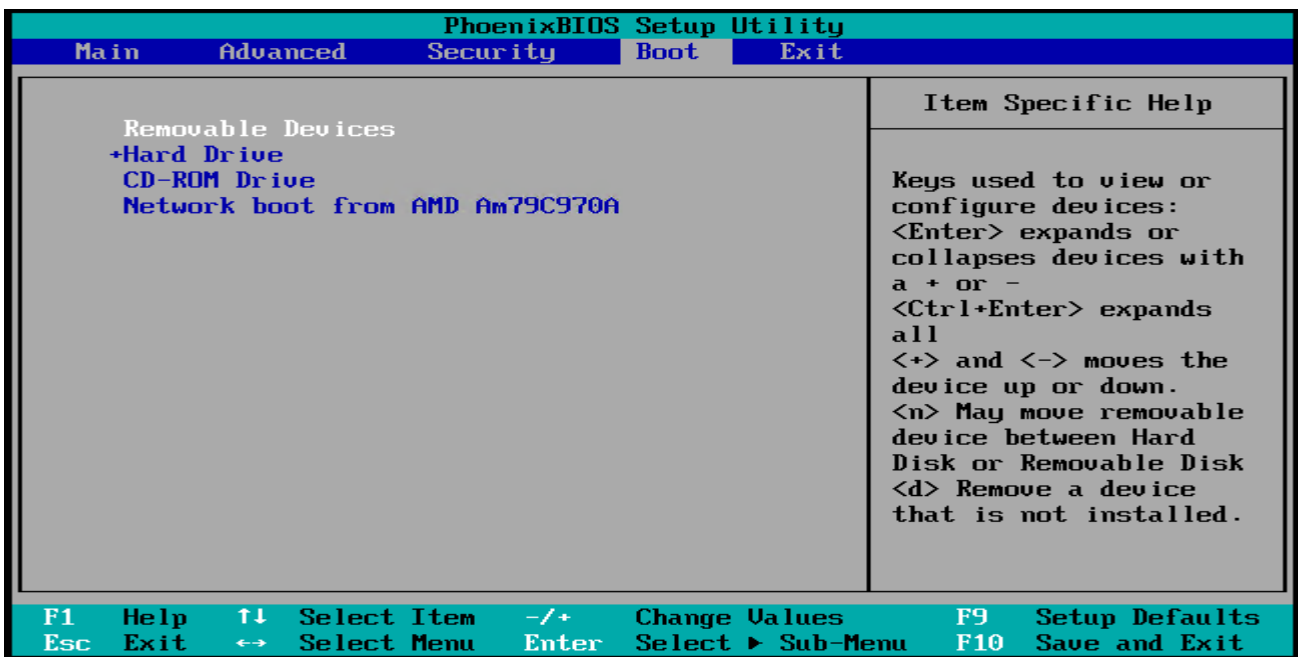 PhoenixBIOS Setup Utility
Main Advanced Security Boot Exit
Removable Devices
+Hard Drive
CD-ROM Drive
Network boot from AMD Am79C970A
Item Specific Help
Keys used to view or
configure devices:
<Enter> expands or
collapses devices with
a + or -
<Ctrl+Enter> expands
all
<+> and <-> moves the
device up or down.
<n> May move removable
device between Hard
Disk or Removable Disk
<d> Remove a device
that is not installed.
F1 Help ↑↓ Select Item -/+ Change Values F9 Setup Defaults
Esc Exit ↔ Select Menu Enter Select ▶ Sub-Menu F10 Save and Exit